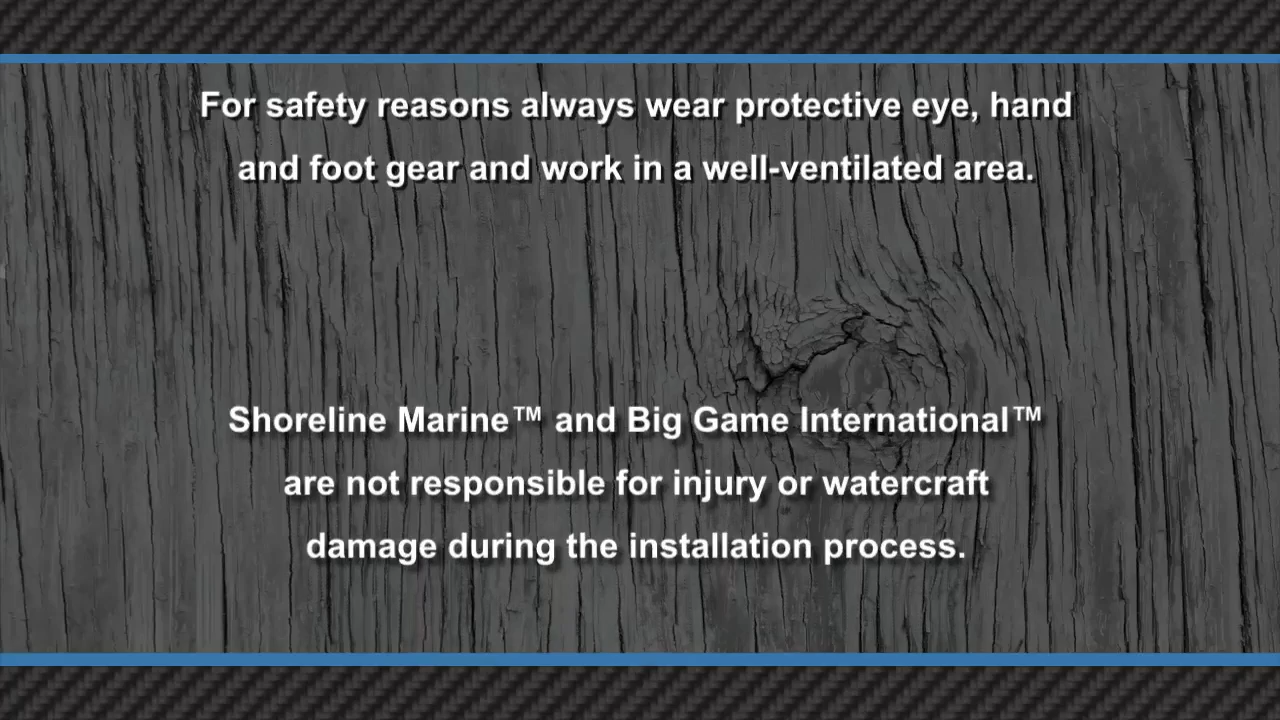 For safety reasons always wear protective eye, hand
and foot gear and work in a well-ventilated area.
Shoreline Marine™ and Big Game International™
are not responsible for injury or watercraft
damage during the installation process.